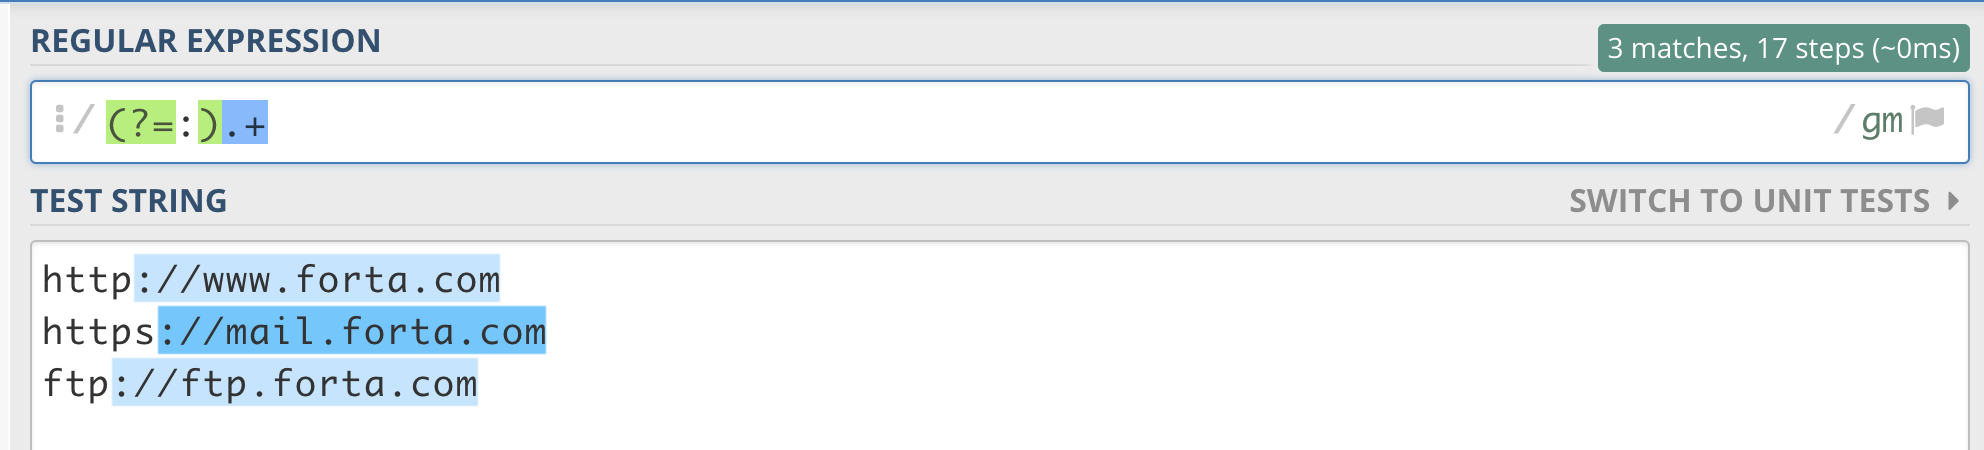 REGULAR EXPRESSION
3 matches, 17 steps (~0ms)
/ (?=:).+ / gm
TEST STRING
SWITCH TO UNIT TESTS
http://www.forta.com
https://mail.forta.com
ftp://ftp.forta.com